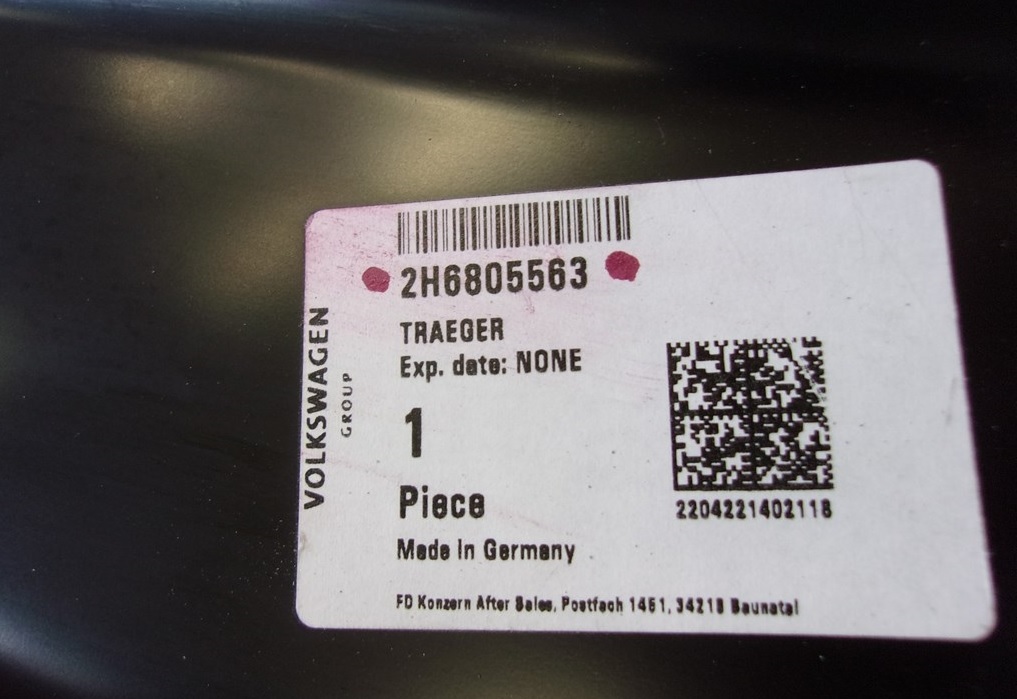 2H6805563
TRAEGER
Exp. date: NONE
1
Piece
Made in Germany
FD Konzern After Sales, Postfach 1451, 34218 Baunatal
2204221402118
VOLKSWAGEN
GROUP